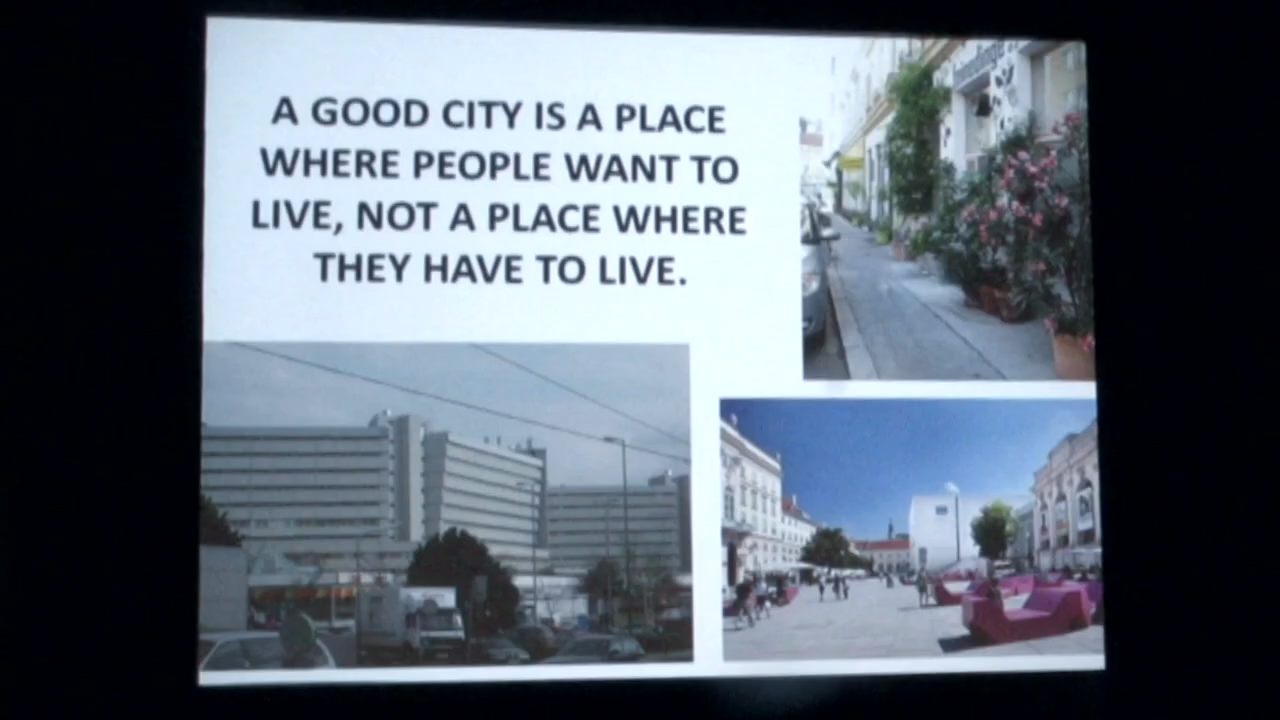 A GOOD CITY IS A PLACE
WHERE PEOPLE WANT TO
LIVE, NOT A PLACE WHERE
THEY HAVE TO LIVE.